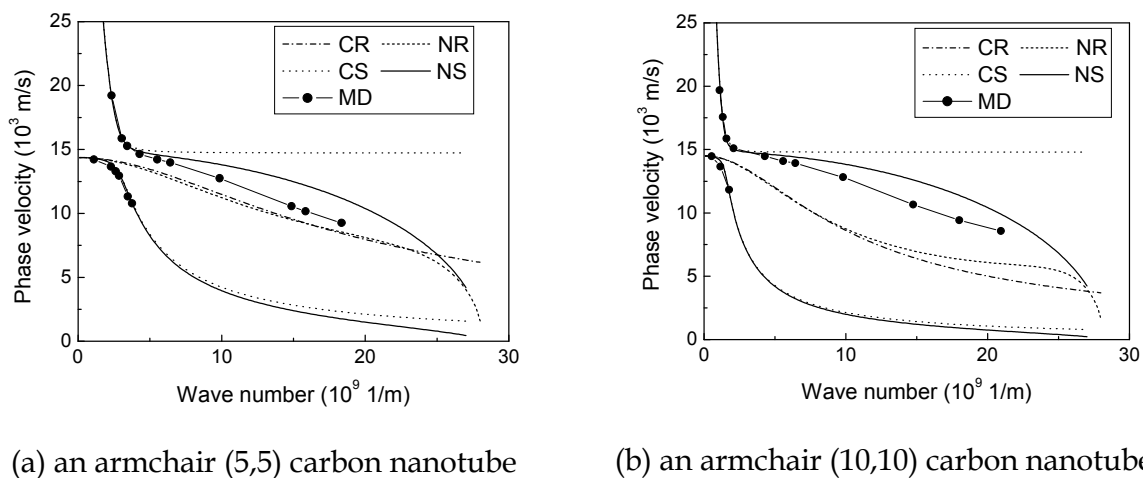 25
20
15
10
5
0
0 10 20 30
Phase velocity (10³ m/s)
Wave number (10⁹ 1/m)
CR NR
CS NS
MD
(a) an armchair (5,5) carbon nanotube
25
20
15
10
5
0
0 10 20 30
Phase velocity (10³ m/s)
Wave number (10⁹ 1/m)
CR NR
CS NS
MD
(b) an armchair (10,10) carbon nanotube